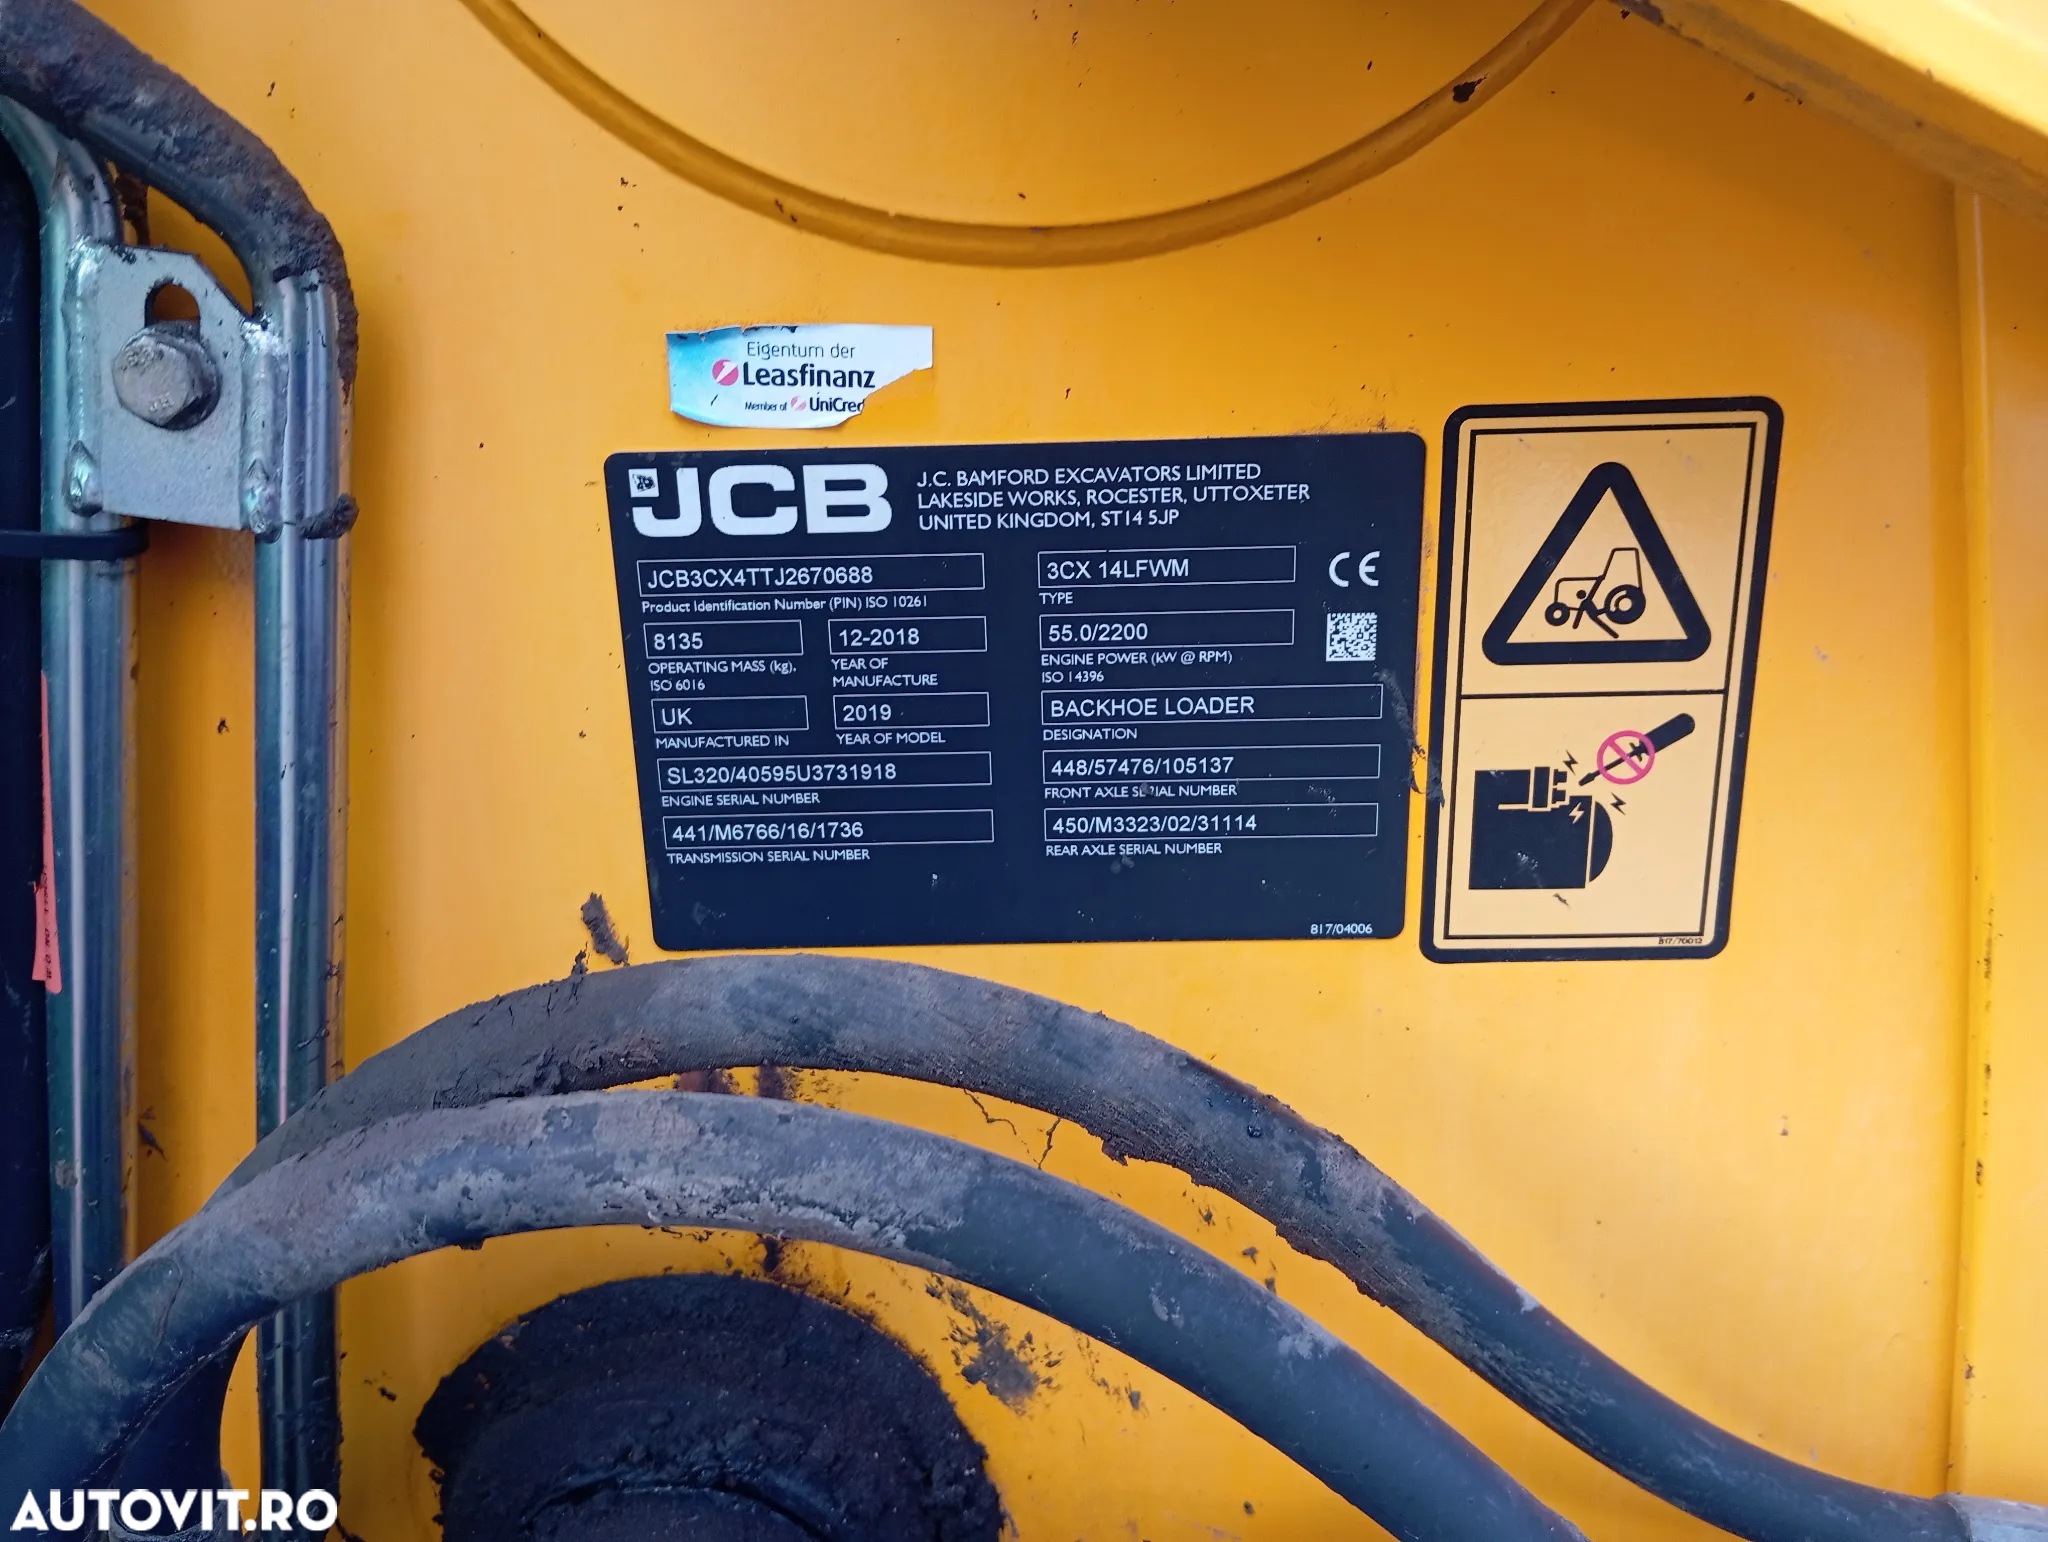 Eigentum der
Leasfinanz
Member of UniCred
JCB
J.C. BAMFORD EXCAVATORS LIMITED
LAKESIDE WORKS, ROCESTER, UTTOXETER
UNITED KINGDOM, ST14 5JP
JCB3CX4TTJ2670688
Product Identification Number (PIN) ISO 10261
3CX 14LFWM
TYPE
CE
8135
OPERATING MASS (kg),
ISO 6016
12-2018
YEAR OF
MANUFACTURE
55.0/2200
ENGINE POWER (kW @ RPM)
ISO 14396
UK
MANUFACTURED IN
2019
YEAR OF MODEL
BACKHOE LOADER
DESIGNATION
SL320/40595U3731918
ENGINE SERIAL NUMBER
448/57476/105137
FRONT AXLE SERIAL NUMBER
441/M6766/16/1736
TRANSMISSION SERIAL NUMBER
450/M3323/02/31114
REAR AXLE SERIAL NUMBER
817/04006
817/70012
AUTOVIT.RO